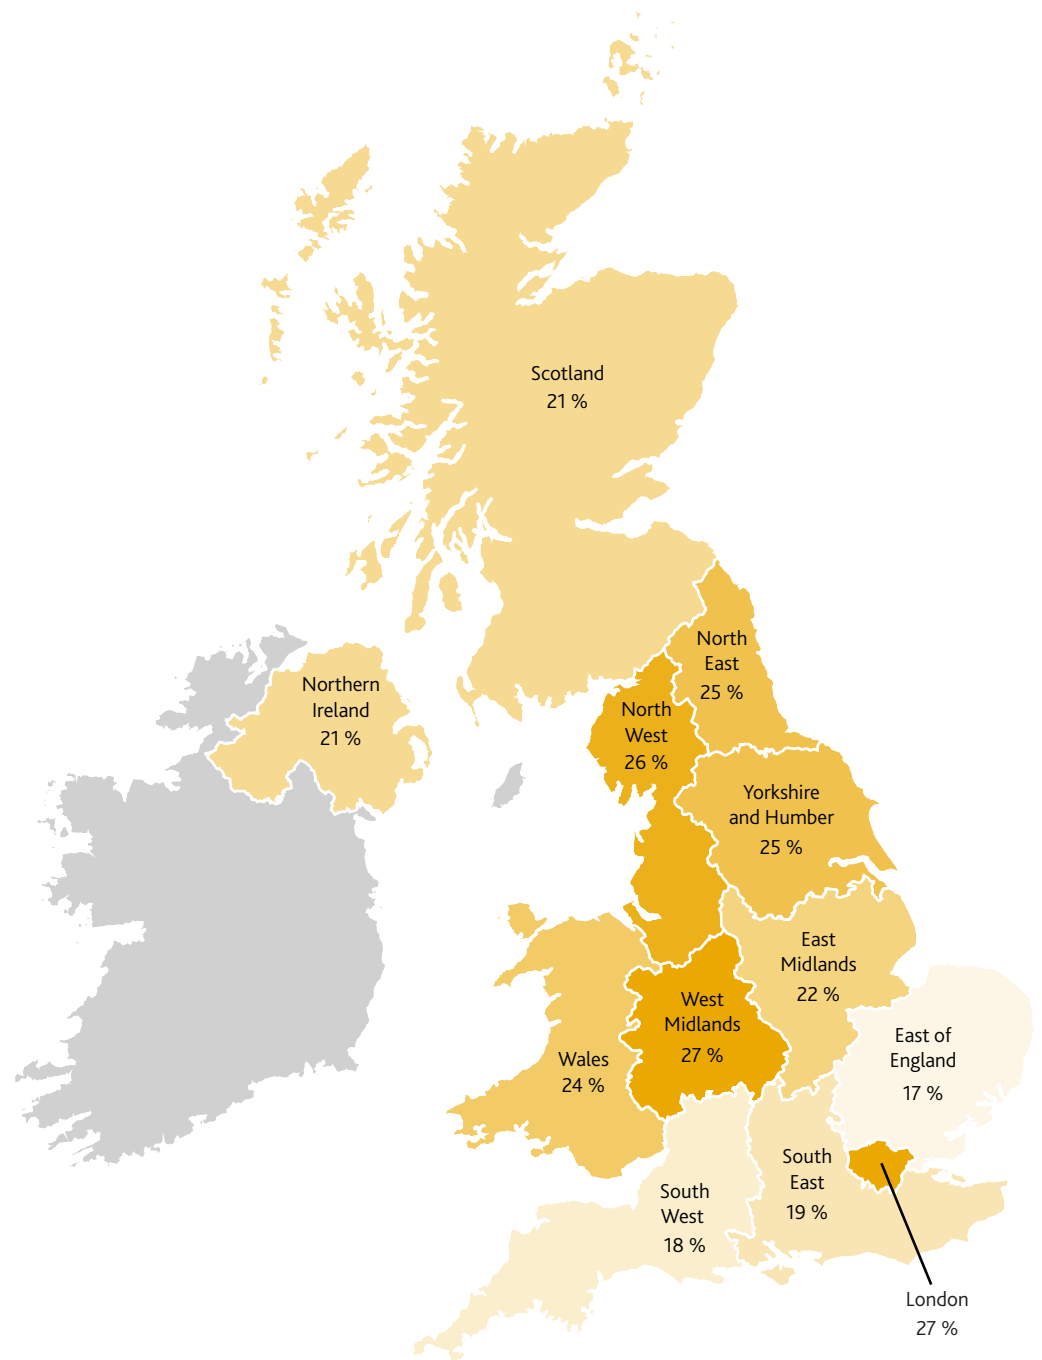 Scotland
21 %
North
East
25 %
Northern
Ireland
21 %
North
West
26 %
Yorkshire
and Humber
25 %
East
Midlands
22 %
West
Midlands
27 %
East of
England
17 %
Wales
24 %
South
East
19 %
South
West
18 %
London
27 %